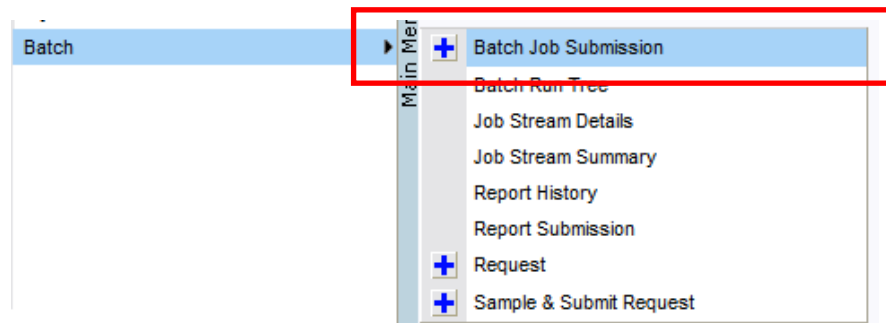 Batch
Main Men
Batch Job Submission
Batch Run Tree
Job Stream Details
Job Stream Summary
Report History
Report Submission
Request
Sample & Submit Request